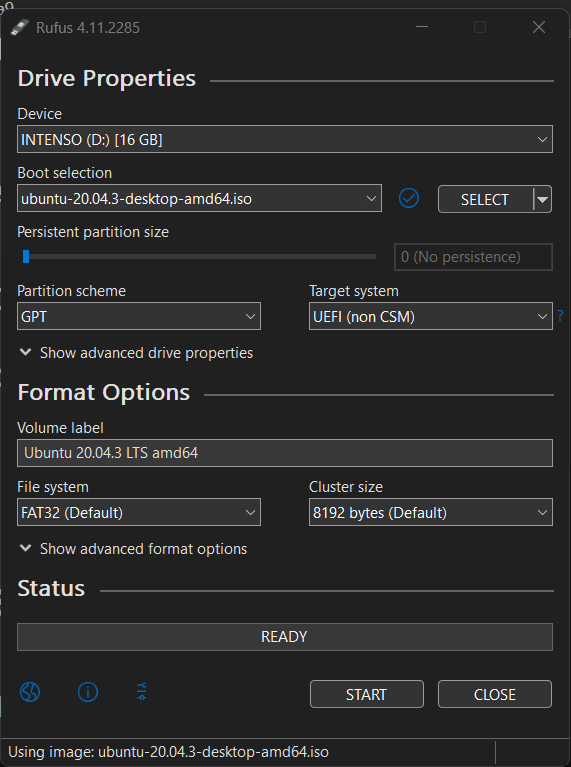 Rufus 4.11.2285
Drive Properties
Device
INTENSO (D:) [16 GB]
Boot selection
ubuntu-20.04.3-desktop-amd64.iso
SELECT
Persistent partition size
0 (No persistence)
Partition scheme
Target system
GPT
UEFI (non CSM)
?
Show advanced drive properties
Format Options
Volume label
Ubuntu 20.04.3 LTS amd64
File system
Cluster size
FAT32 (Default)
8192 bytes (Default)
Show advanced format options
Status
READY
START
CLOSE
Using image: ubuntu-20.04.3-desktop-amd64.iso